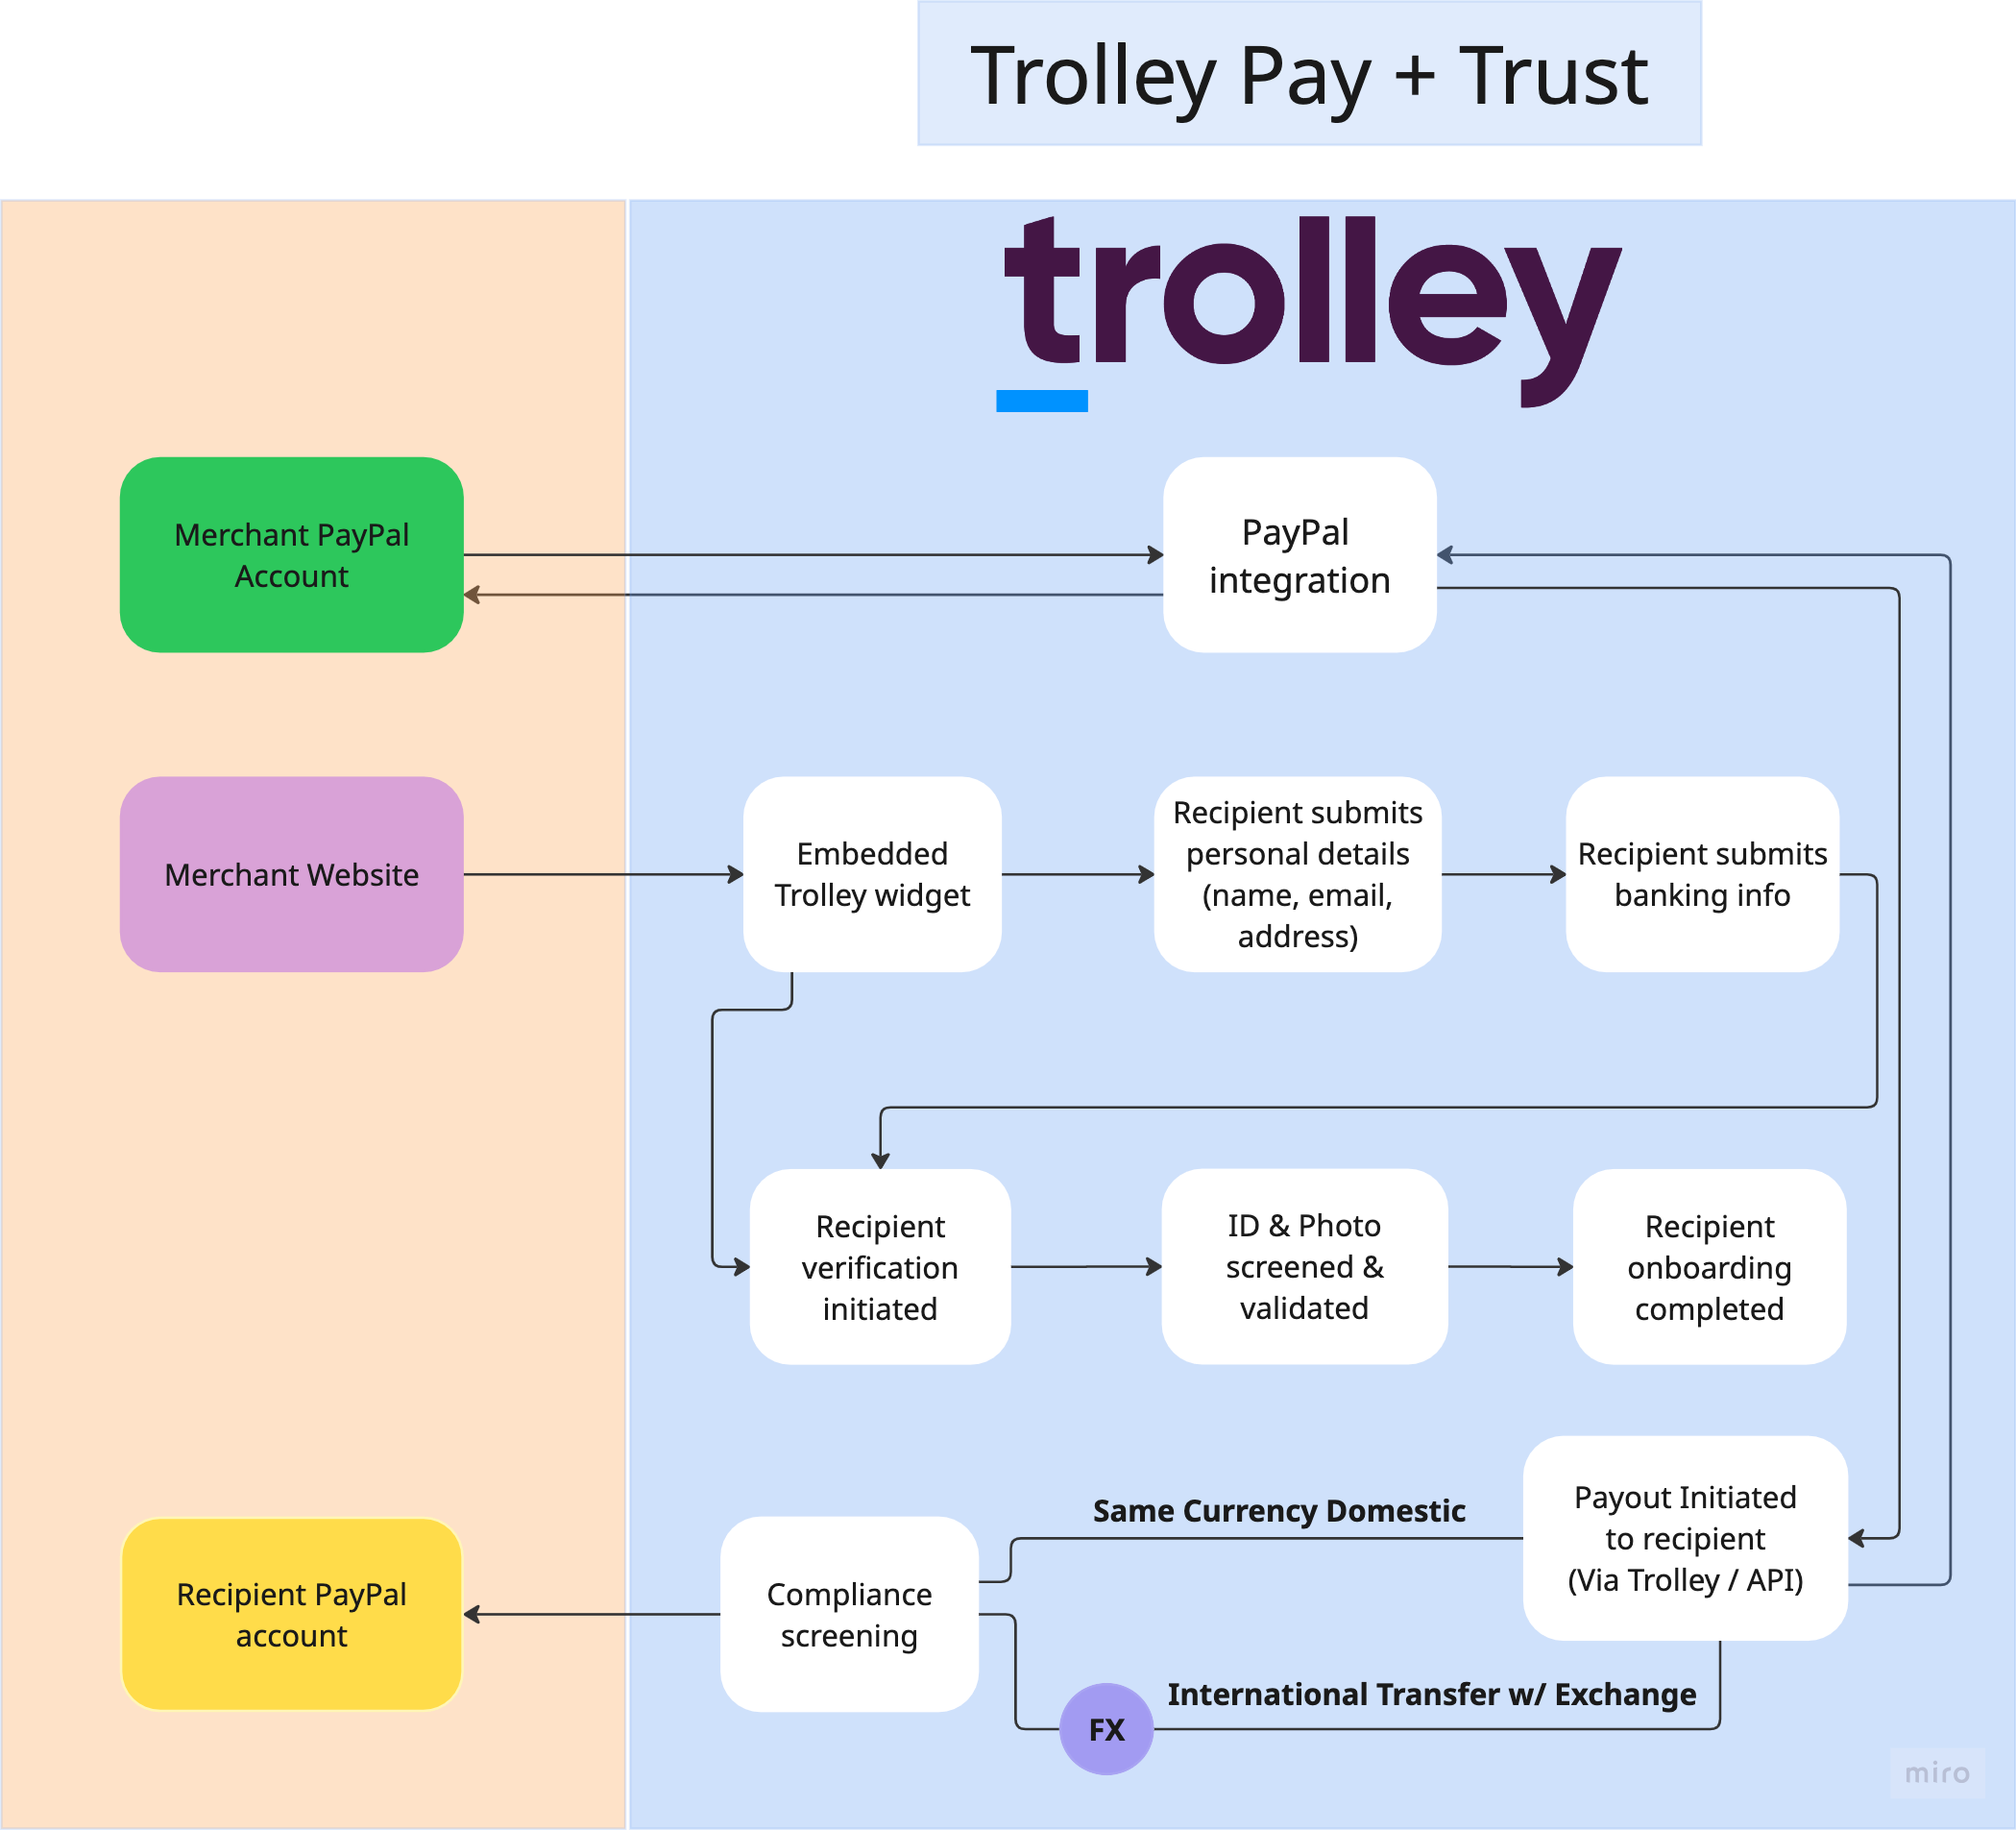 Trolley Pay + Trust
trolley
Merchant PayPal
Account
PayPal
integration
Merchant Website
Embedded
Trolley widget
Recipient submits
personal details
(name, email,
address)
Recipient submits
banking info
Recipient
verification
initiated
ID & Photo
screened &
validated
Recipient
onboarding
completed
Same Currency Domestic
Payout Initiated
to recipient
(Via Trolley / API)
Recipient PayPal
account
Compliance
screening
International Transfer w/ Exchange
FX
miro